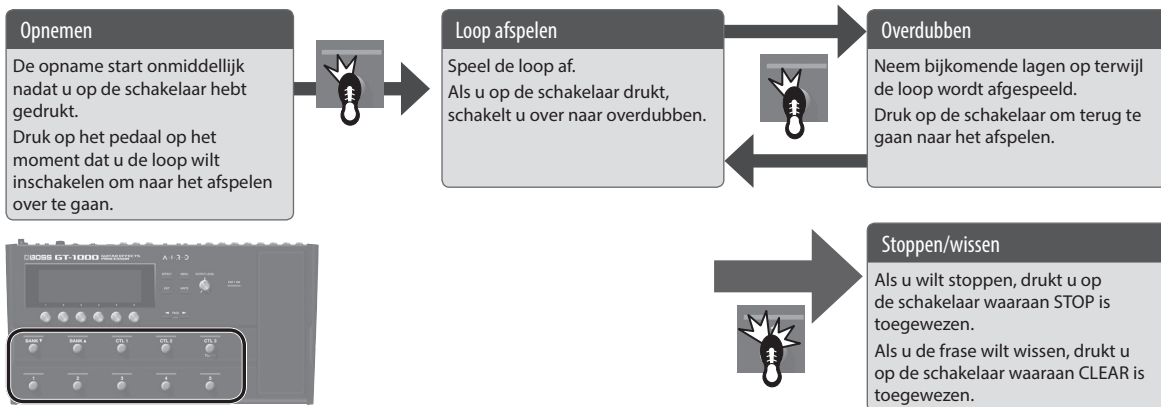 Opnemen
De opname start onmiddellijk
nadat u op de schakelaar hebt
gedrukt.
Druk op het pedaal op het
moment dat u de loop wilt
inschakelen om naar het afspelen
over te gaan.
Loop afspelen
Speel de loop af.
Als u op de schakelaar drukt,
schakelt u over naar overdubben.
Overdubben
Neem bijkomende lagen op terwijl
de loop wordt afgespeeld.
Druk op de schakelaar om terug te
gaan naar het afspelen.
Stoppen/wissen
Als u wilt stoppen, drukt u op
de schakelaar waaraan STOP is
toegewezen.
Als u de frase wilt wissen, drukt u
op de schakelaar waaraan CLEAR is
toegewezen.
BOSS GT-1000
BANK ▼ BANK ▲ CTL 1 CTL 2 CTL 3
1 2 3 4 5